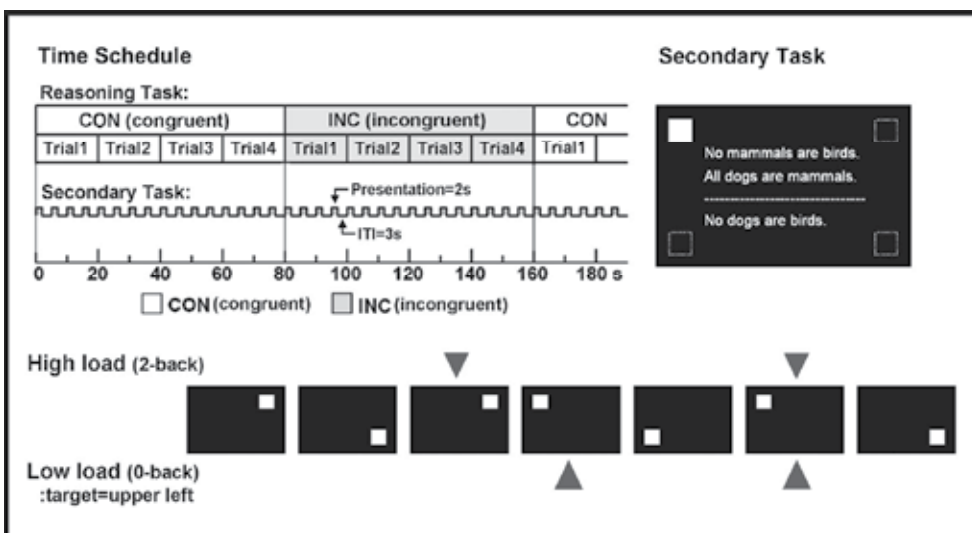 Time Schedule
Reasoning Task:
CON (congruent) INC (incongruent) CON
Trial1 Trial2 Trial3 Trial4 Trial1 Trial2 Trial3 Trial4 Trial1
Secondary Task:
Presentation=2s
ITI=3s
0 20 40 60 80 100 120 140 160 180 s
CON (congruent) INC (incongruent)
Secondary Task
No mammals are birds.
All dogs are mammals.
---------------------------------
No dogs are birds.
High load (2-back)
Low load (0-back)
:target=upper left